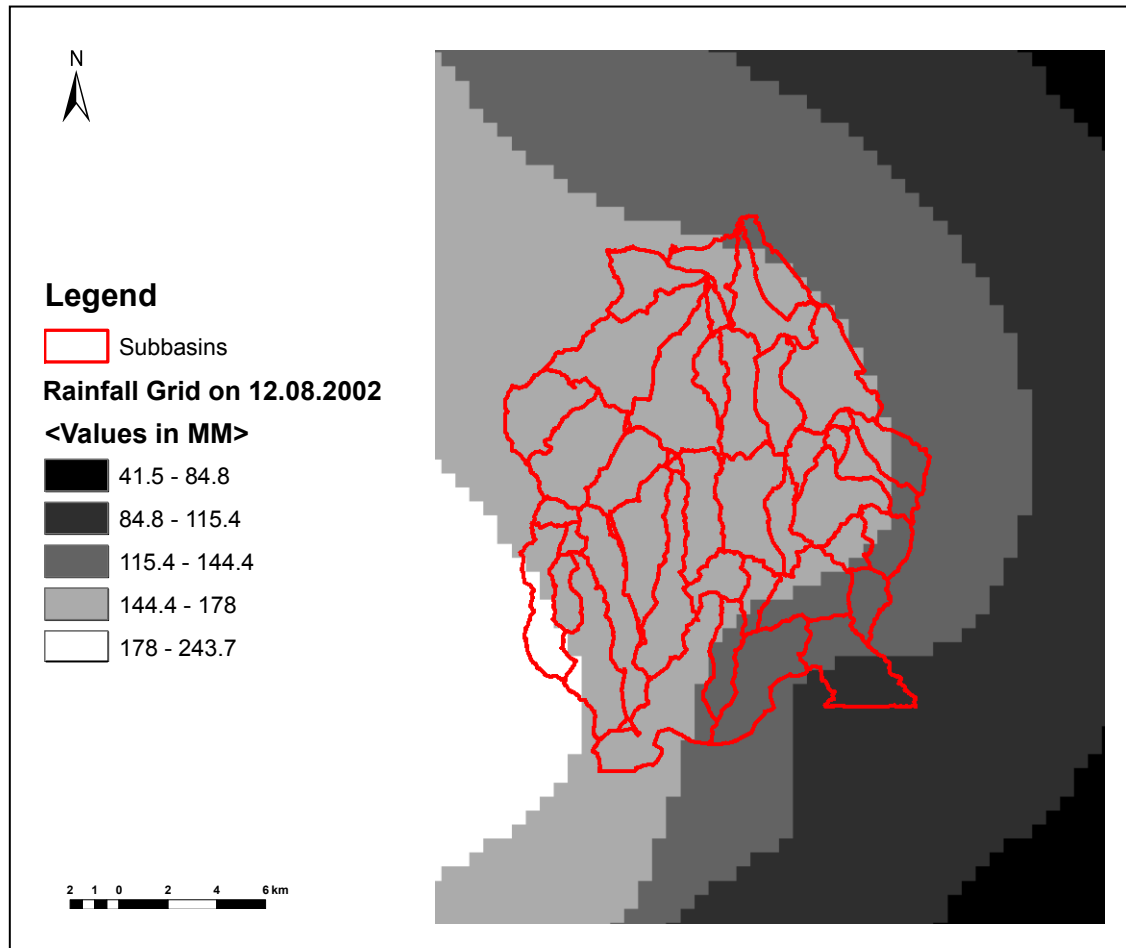 N
Legend
Subbasins
Rainfall Grid on 12.08.2002
<Values in MM>
41.5 - 84.8
84.8 - 115.4
115.4 - 144.4
144.4 - 178
178 - 243.7
2 1 0 2 4 6 km